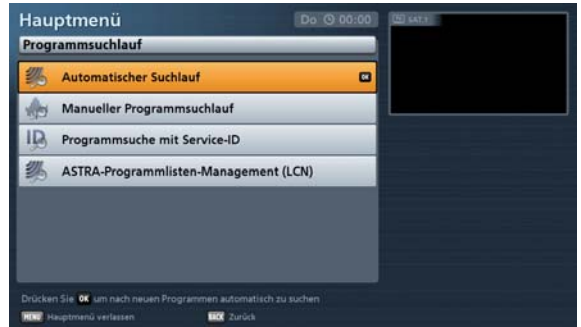 Hauptmenü
Do 00:00
SAT.1
Programmsuchlauf
Automatischer Suchlauf OK
Manueller Programmsuchlauf
ID Programmsuche mit Service-ID
ASTRA-Programmlisten-Management (LCN)
Drücken Sie OK um nach neuen Programmen automatisch zu suchen
MENU Hauptmenü verlassen BACK Zurück